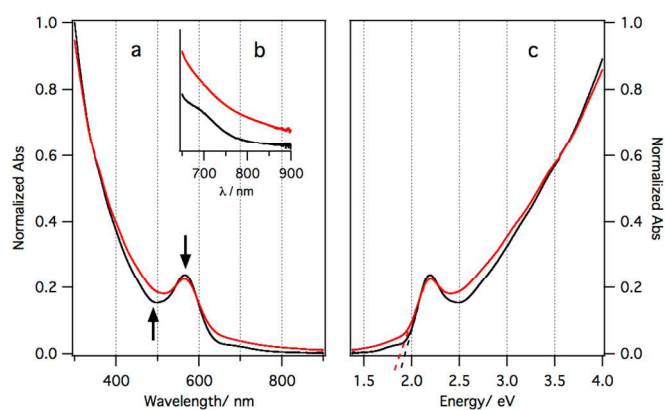 1.0
0.8
0.6
0.4
0.2
0.0
Normalized Abs
a
b
700 800 900
λ / nm
400 600 800
Wavelength/ nm
c
1.5 2.0 2.5 3.0 3.5 4.0
Energy/ eV
1.0
0.8
0.6
0.4
0.2
0.0
Normalized Abs